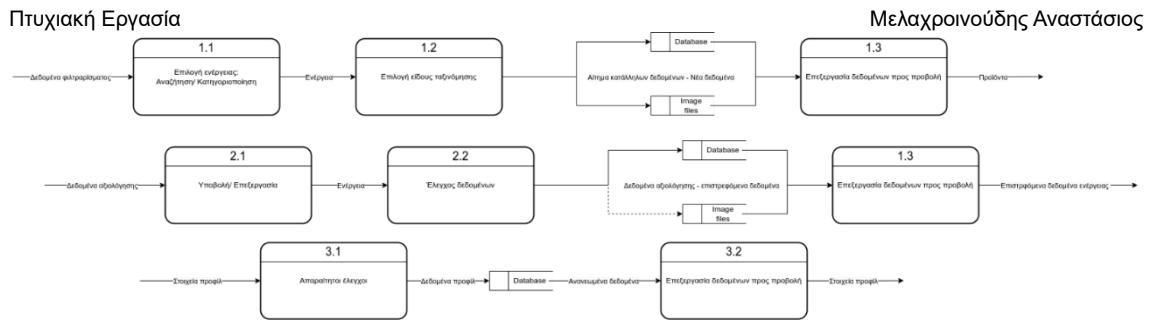 Πτυχιακή Εργασία
Μελαχροινούδης Αναστάσιος
1.1
Δεδομένα φιλτραρίσματος
Επιλογή ενέργειας:
Αναζήτηση/ Κατηγοριοποίηση
Ενέργεια
1.2
Επιλογή είδους ταξινόμησης
Database
Αίτημα κατάλληλων δεδομένων - Νέα δεδομένα
Image
files
1.3
Επεξεργασία δεδομένων προς προβολή
Προϊόντα
2.1
Δεδομένα αξιολόγησης
Υποβολή/ Επεξεργασία
Ενέργεια
2.2
Έλεγχος δεδομένων
Database
Δεδομένα αξιολόγησης - επιστρεφόμενα δεδομένα
Image
files
1.3
Επεξεργασία δεδομένων προς προβολή
Επιστρφόμενα δεδομένα ενέργειας
3.1
Στοιχεία προφίλ
Απαραίτητοι έλεγχοι
Δεδομένα προφίλ
Database
Ανανεωμένα δεδομένα
3.2
Επεξεργασία δεδομένων προς προβολή
Στοιχεία προφίλ